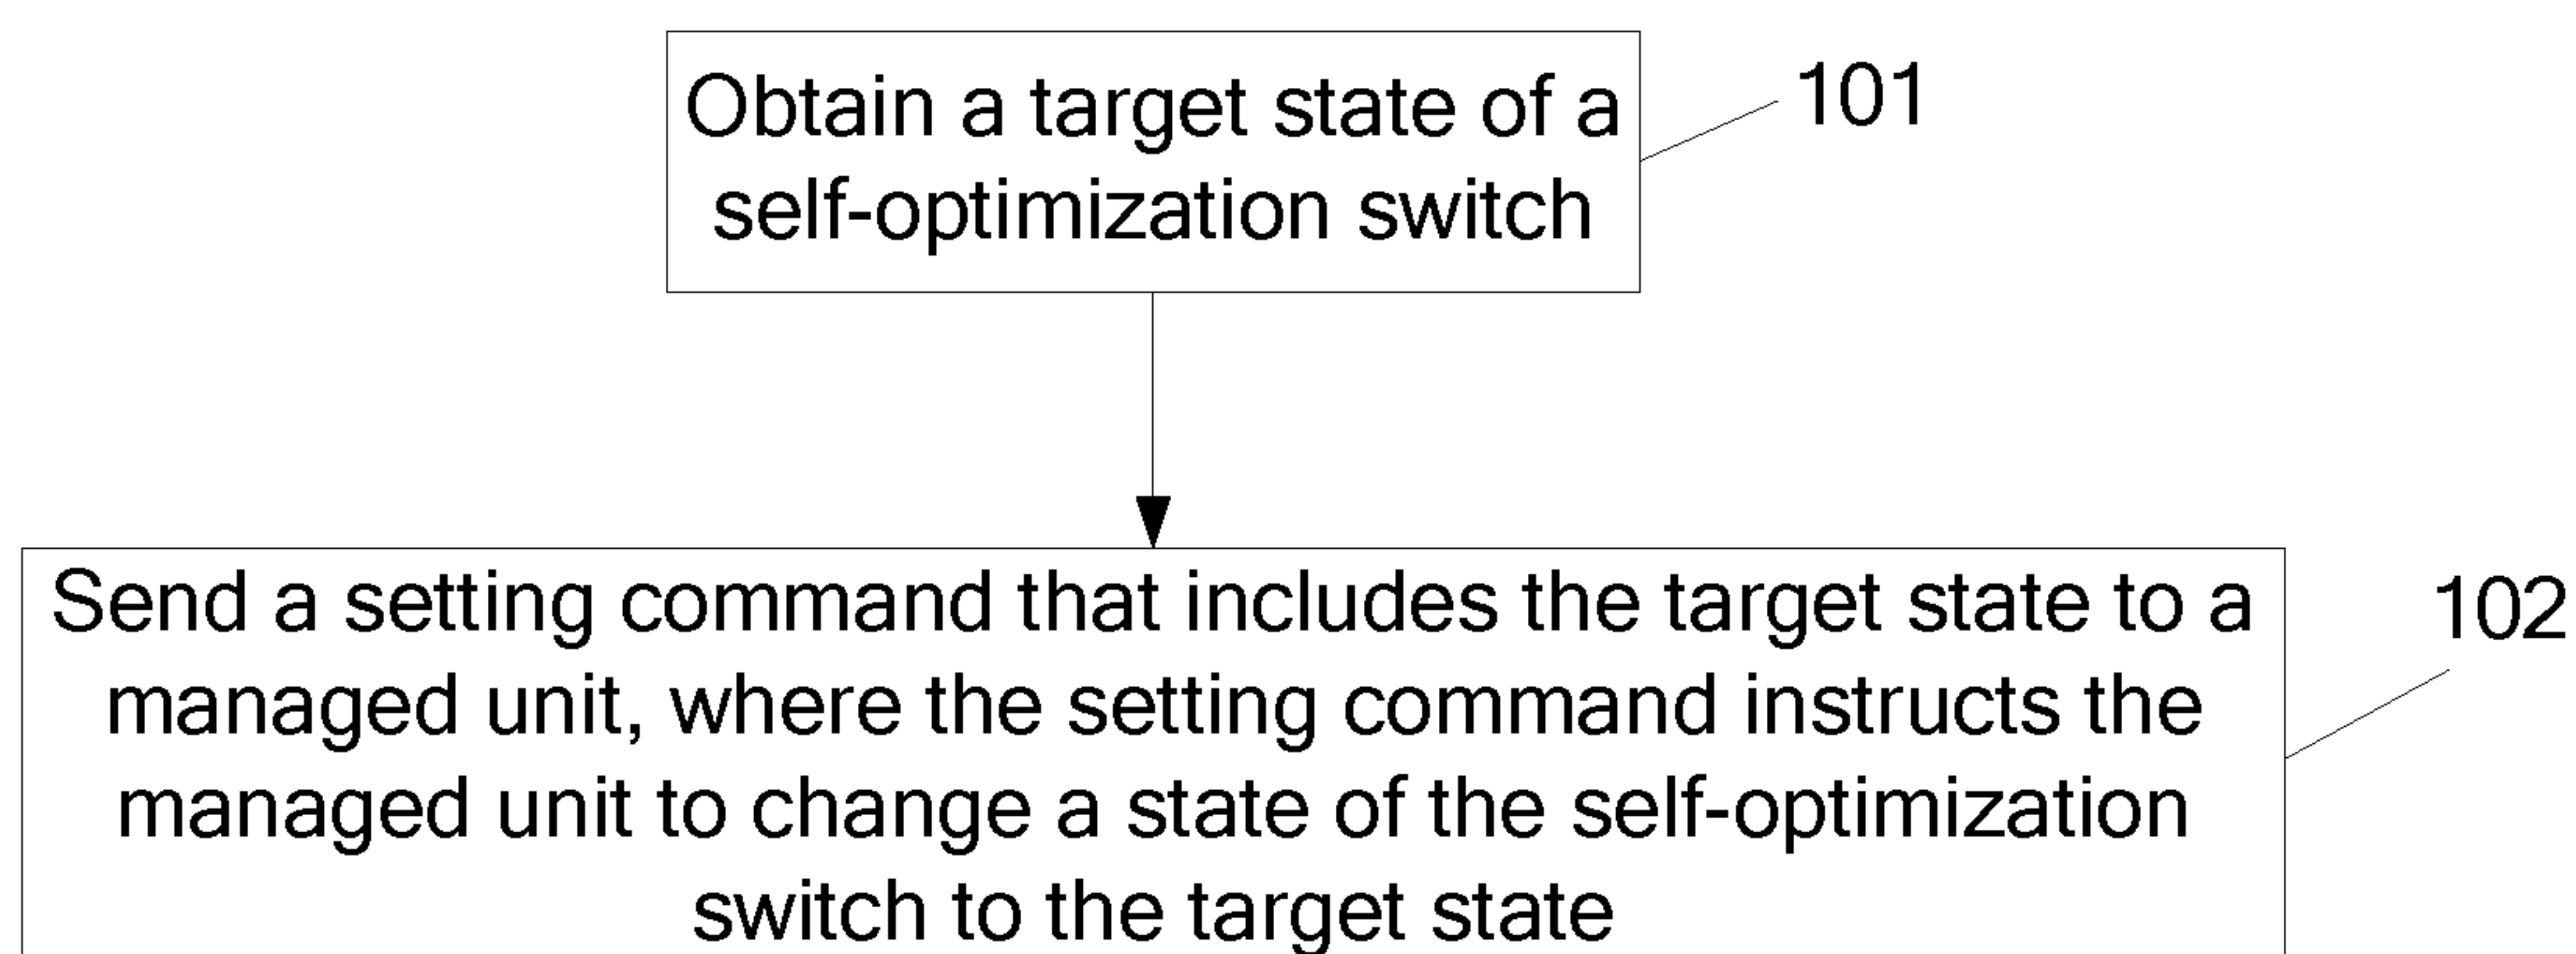 Obtain a target state of a
self-optimization switch
101
Send a setting command that includes the target state to a
managed unit, where the setting command instructs the
managed unit to change a state of the self-optimization
switch to the target state
102